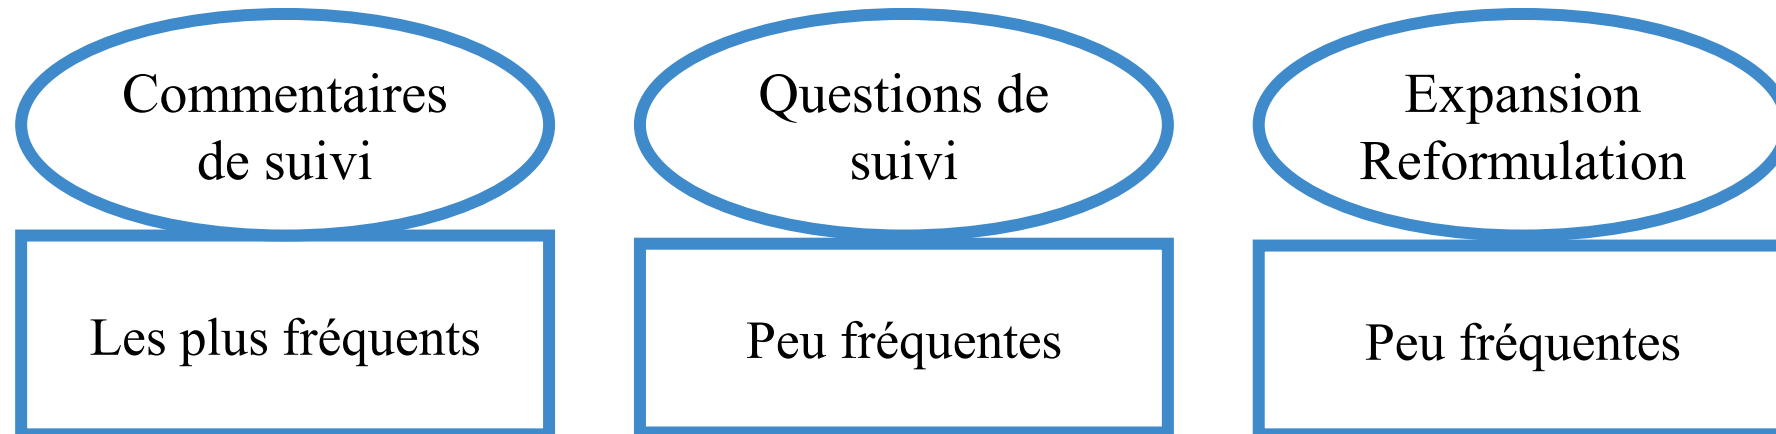 Commentaires
de suivi
Les plus fréquents
Questions de
suivi
Peu fréquentes
Expansion
Reformulation
Peu fréquentes